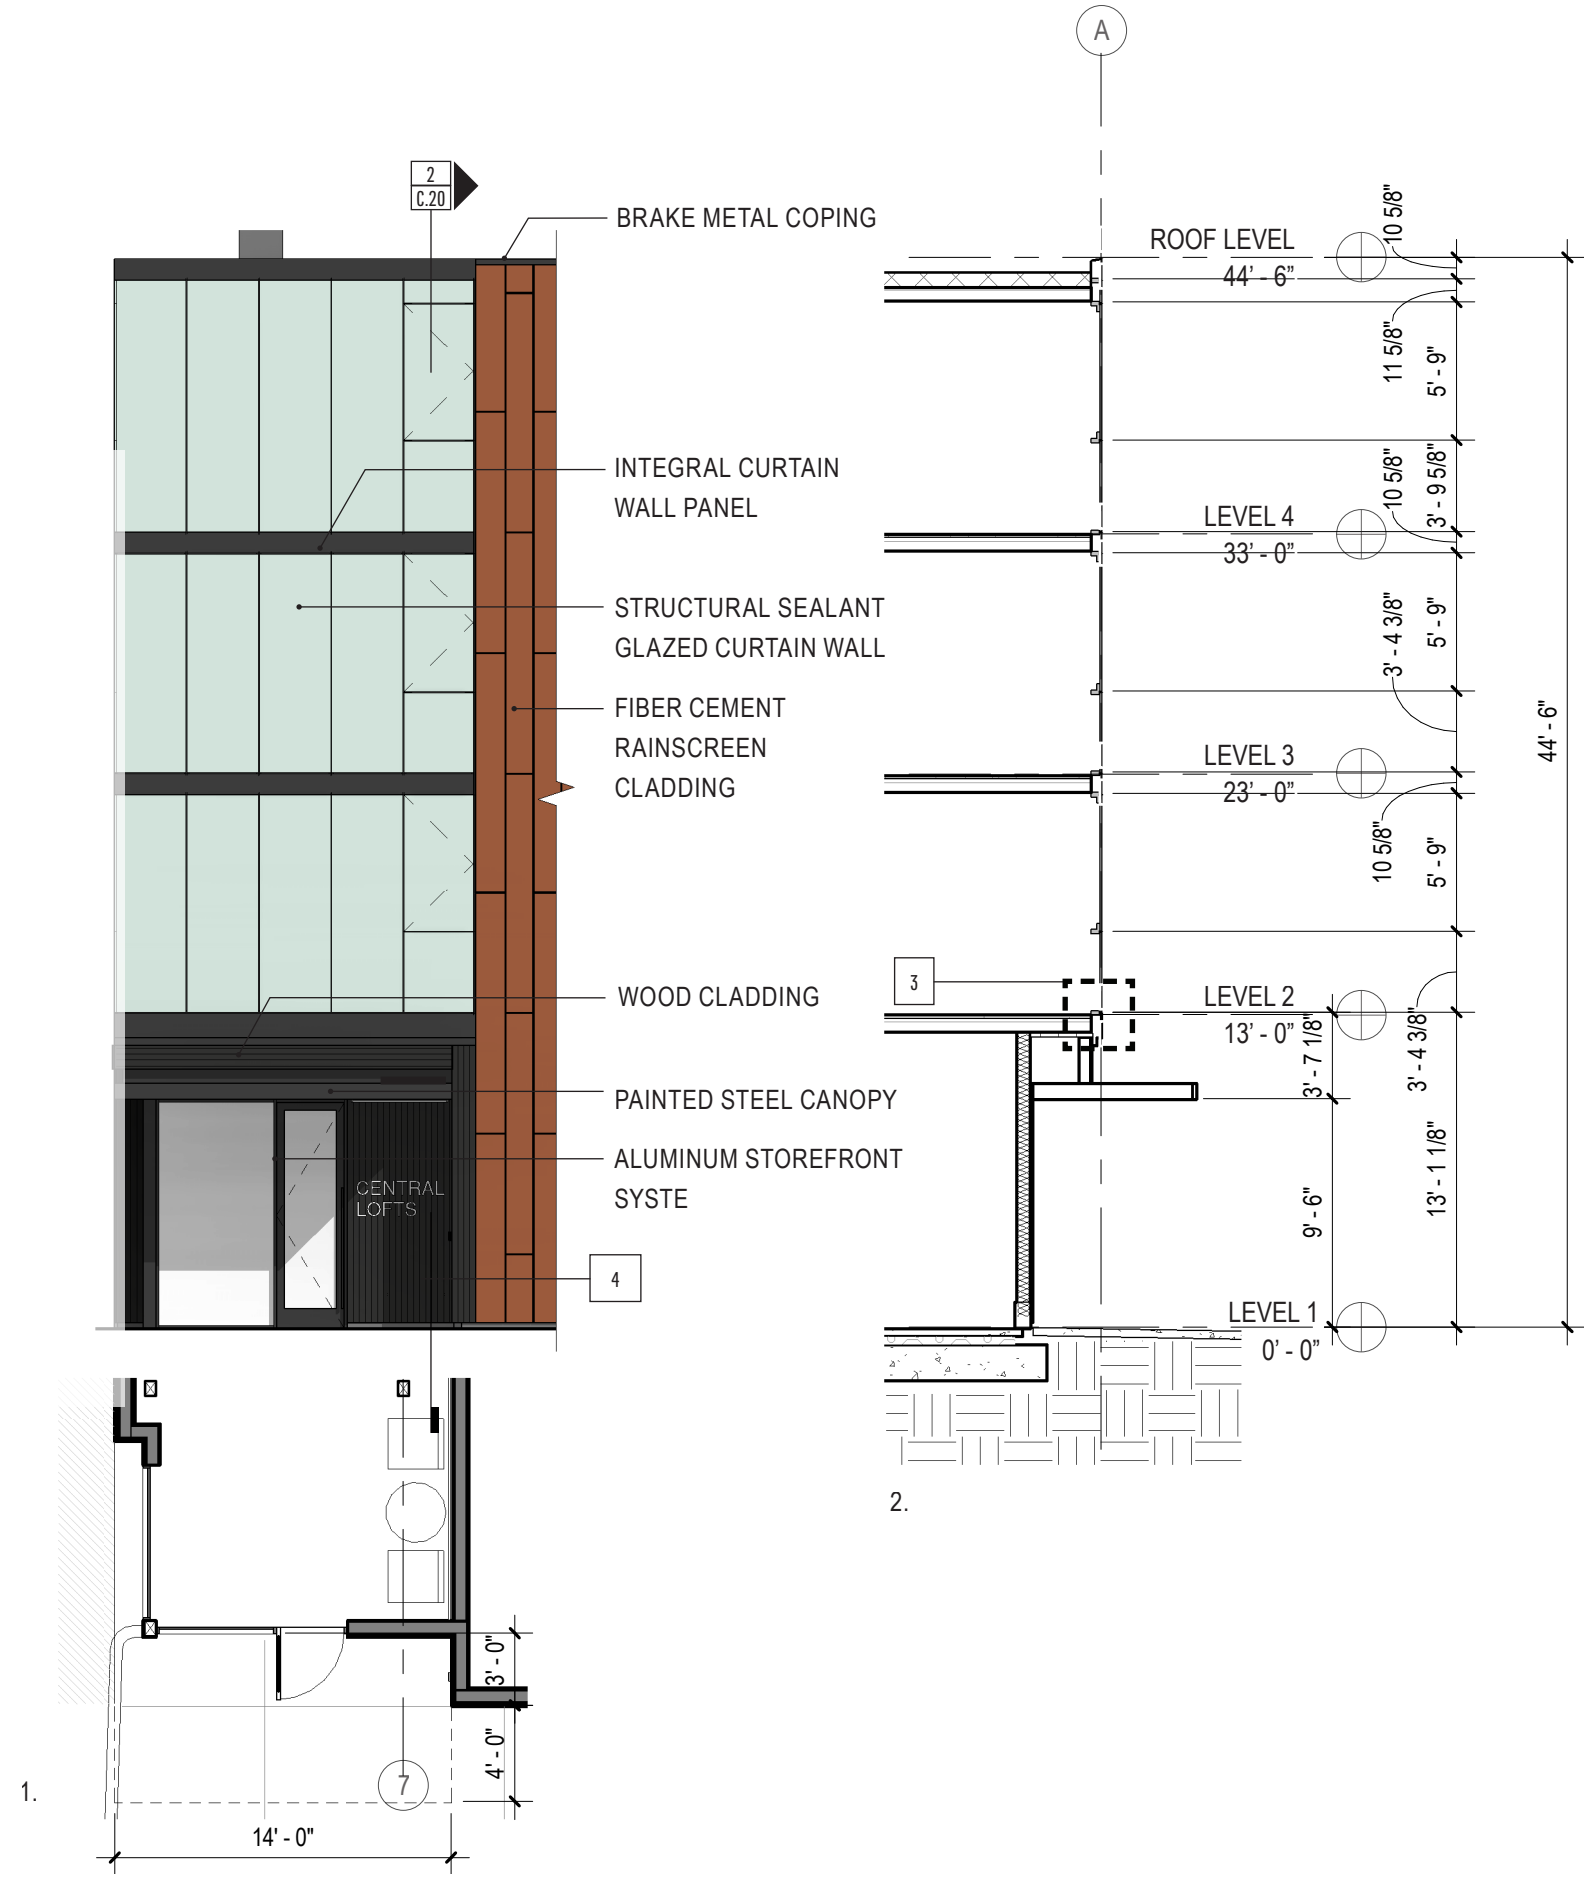 A
2
C.20
BRAKE METAL COPING
INTEGRAL CURTAIN
WALL PANEL
STRUCTURAL SEALANT
GLAZED CURTAIN WALL
FIBER CEMENT
RAINSCREEN
CLADDING
WOOD CLADDING
PAINTED STEEL CANOPY
ALUMINUM STOREFRONT
SYSTE
CENTRAL
LOFTS
4
3' - 0"
4' - 0"
7
1.
14' - 0"
ROOF LEVEL
44' - 6”
LEVEL 4
33' - 0”
LEVEL 3
23' - 0”
3
LEVEL 2
13' - 0”
LEVEL 1
0' - 0”
10 5/8"
11 5/8"
5' - 9"
10 5/8"
3' - 9 5/8"
3' - 4 3/8"
5' - 9"
44' - 6"
10 5/8"
5' - 9"
3' - 7 1/8"
3' - 4 3/8"
9' - 6"
13' - 1 1/8"
2.